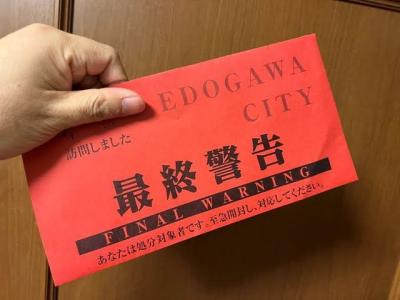 EDOGAWA
CITY
訪問しました
最終警告
FINAL WARNING
あなたは処分対象者です。至急開封し、対応してください。